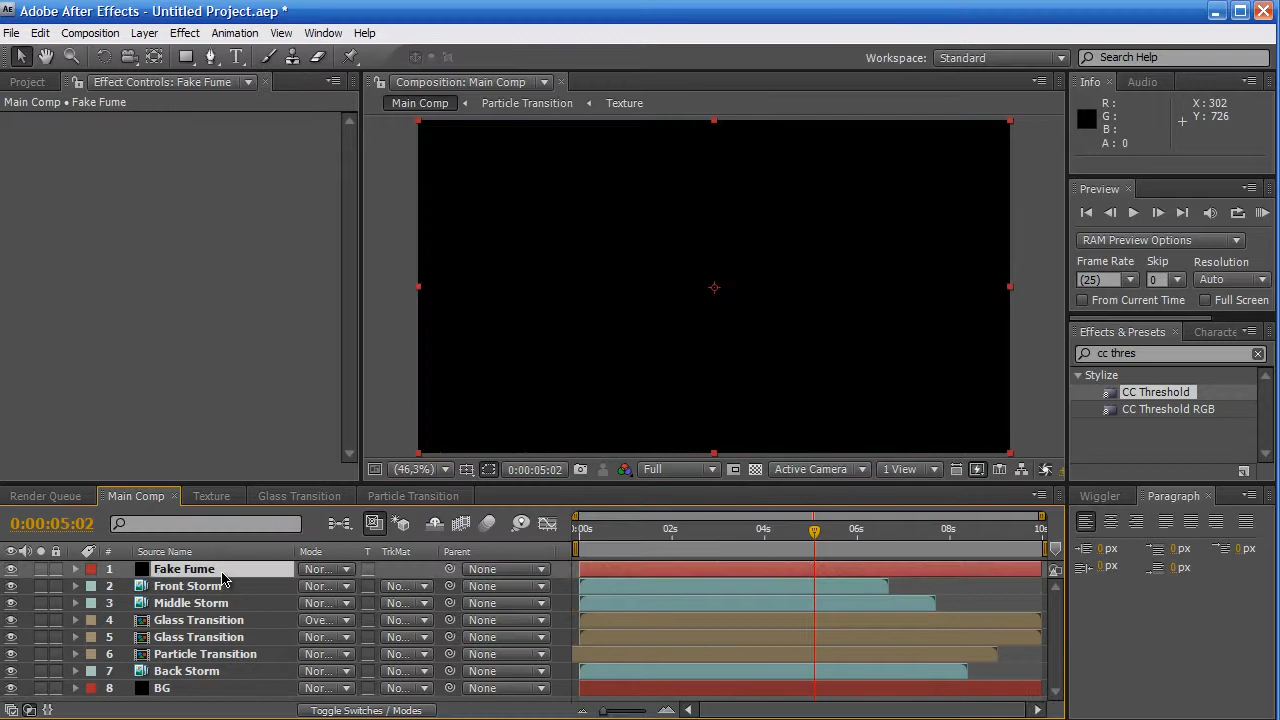 Adobe After Effects - Untitled Project.aep *
File Edit Composition Layer Effect Animation View Window Help
Workspace: Standard Search Help
Project Effect Controls: Fake Fume Composition: Main Comp Info Audio
Main Comp • Fake Fume
Main Comp Particle Transition Texture
R: X: 302
G: Y: 726
B:
A: 0
Preview
RAM Preview Options
Frame Rate Skip Resolution
(25) 0 Auto
From Current Time Full Screen
Effects & Presets Characte
cc thres
Stylize
CC Threshold
CC Threshold RGB
(46,3%) 0:00:05:02 Full Active Camera 1 View
Render Queue Main Comp Texture Glass Transition Particle Transition Wiggler Paragraph
0:00:05:02 :00s 02s 04s 06s 08s 10s
# Source Name Mode T TrkMat Parent
1 Fake Fume Nor... None
2 Front Storm Nor... No... None
3 Middle Storm Nor... No... None
4 Glass Transition Ove... No... None
5 Glass Transition Nor... No... None
6 Particle Transition Nor... No... None
7 Back Storm Nor... No... None
8 BG Nor... No... None
0 px 0 px 0 px
0 px 0 px
Toggle Switches / Modes